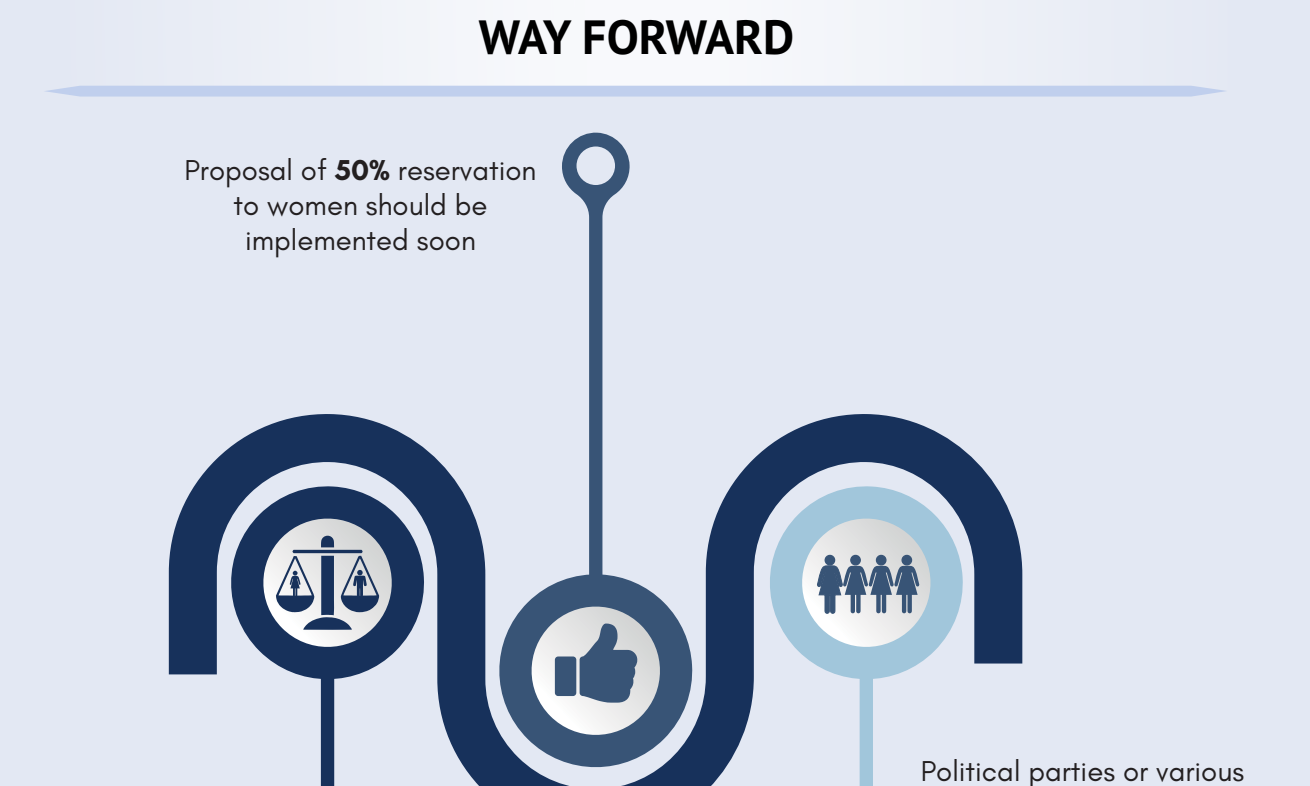 WAY FORWARD
Proposal of 50% reservation
to women should be
implemented soon
Political parties or various